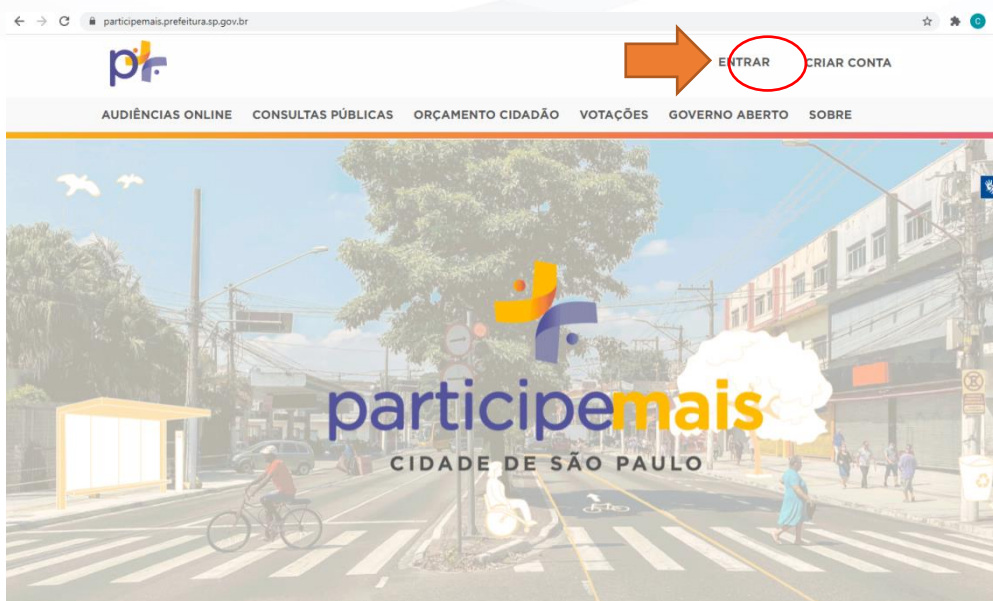 participemais.prefeitura.sp.gov.br
p
ENTRAR CRIAR CONTA
AUDIÊNCIAS ONLINE CONSULTAS PÚBLICAS ORÇAMENTO CIDADÃO VOTAÇÕES GOVERNO ABERTO SOBRE
participemais
CIDADE DE SÃO PAULO